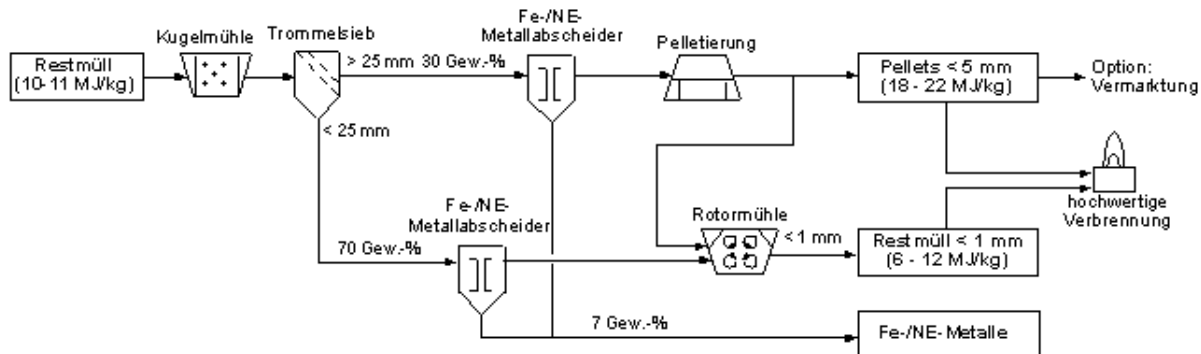 Restmüll
(10-11 MJ/kg)
Kugelmühle
Trommelsieb
> 25 mm 30 Gew.-%
< 25 mm
Fe-/NE-
Metallabscheider
Pelletierung
Pellets < 5 mm
(18 - 22 MJ/kg)
Option:
Vermarktung
Fe-/NE-
Metallabscheider
70 Gew.-%
Rotormühle
< 1 mm
Restmüll < 1 mm
(6 - 12 MJ/kg)
hochwertige
Verbrennung
7 Gew.-%
Fe-/NE-Metalle